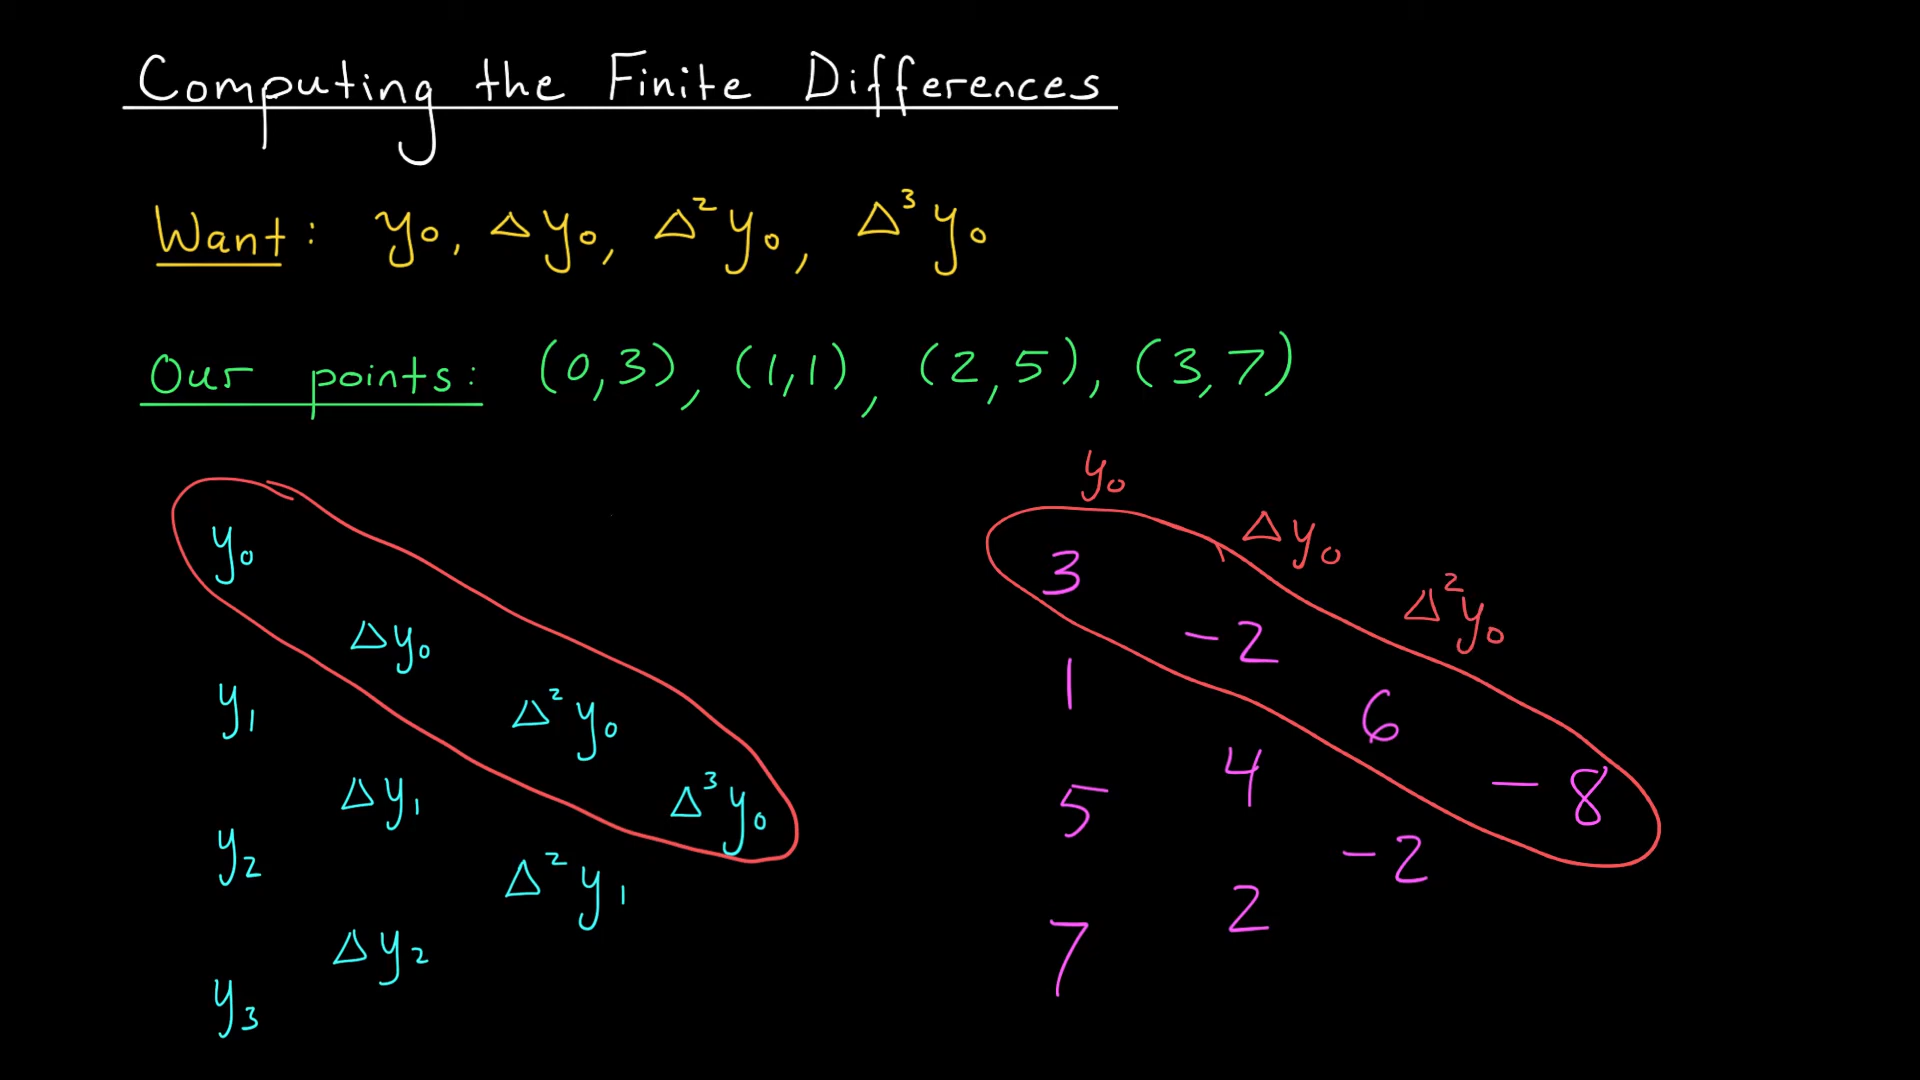 Computing the Finite Differences
Want: y₀, Δy₀, Δ²y₀, Δ³y₀
Our points: (0,3), (1,1), (2,5), (3,7)
y₀
Δy₀
y₁
Δ²y₀
Δy₁
Δ³y₀
y₂
Δ²y₁
Δy₂
y₃
y₀
Δy₀
Δ²y₀
3
-2
1
6
4
-8
5
-2
2
7